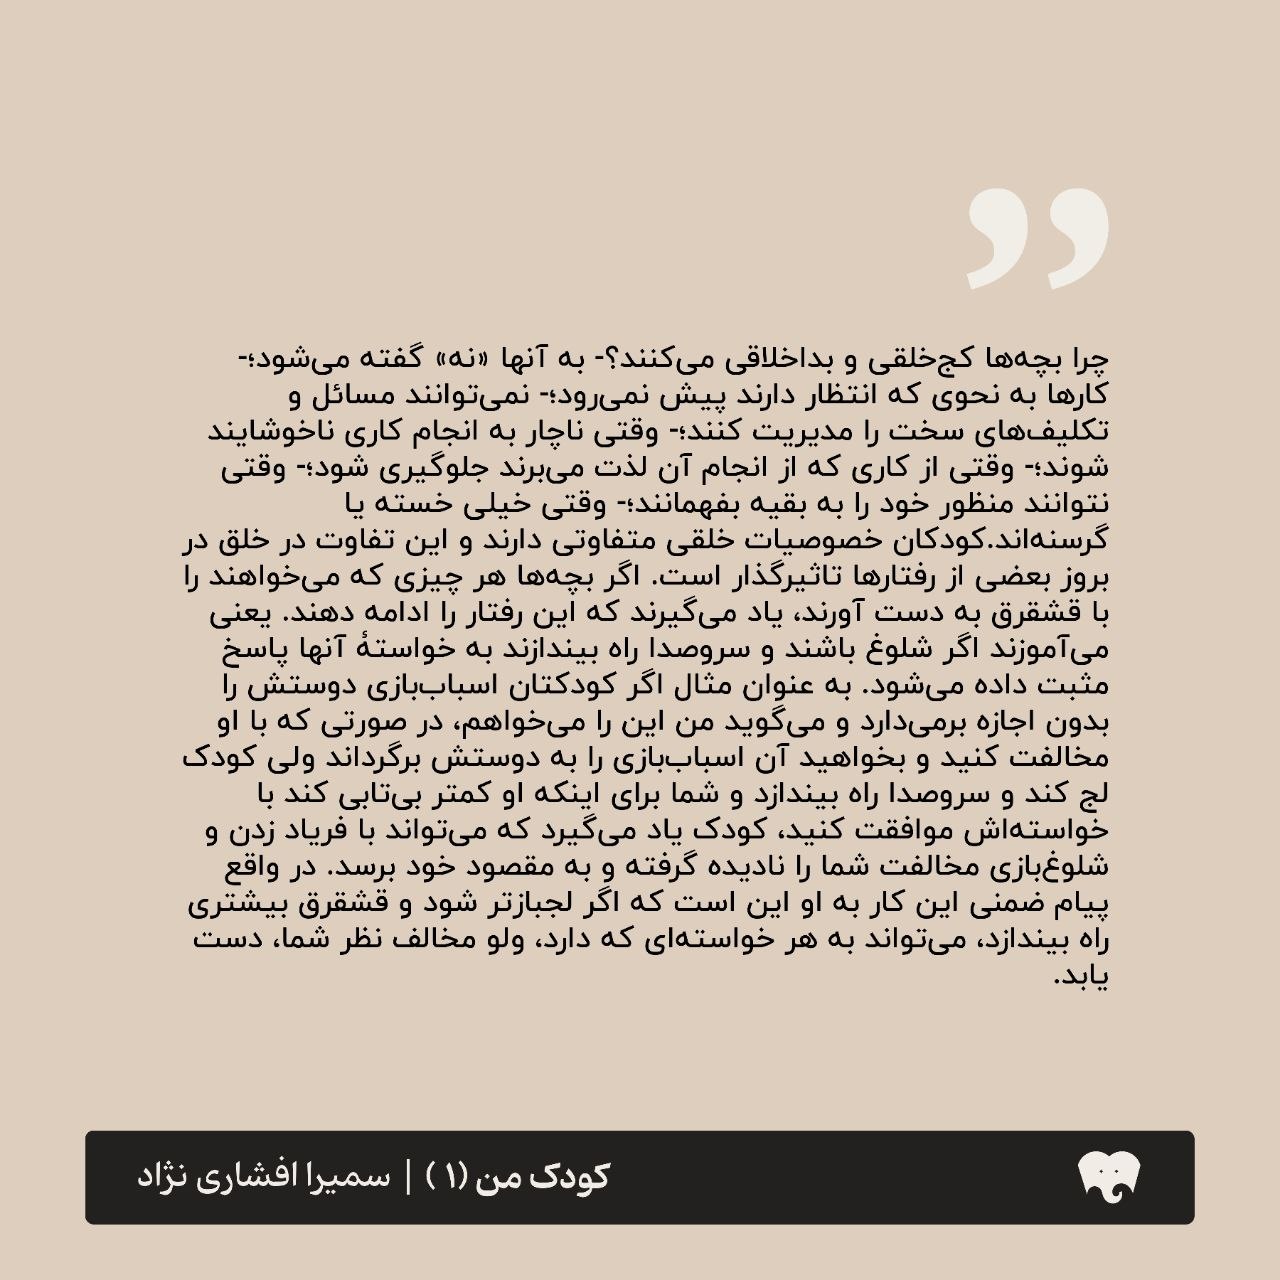 چرا بچه‌ها کج‌خلقی و بداخلاقی می‌کنند؟- به آنها «نه» گفته می‌شود؛-
کارها به نحوی که انتظار دارند پیش نمی‌رود؛- نمی‌توانند مسائل و
تکلیف‌های سخت را مدیریت کنند؛- وقتی ناچار به انجام کاری ناخوشایند
شوند؛- وقتی از کاری که از انجام آن لذت می‌برند جلوگیری شود؛- وقتی
نتوانند منظور خود را به بقیه بفهمانند؛- وقتی خیلی خسته یا
گرسنه‌اند.کودکان خصوصیات خلقی متفاوتی دارند و این تفاوت در خلق در
بروز بعضی از رفتارها تاثیرگذار است. اگر بچه‌ها هر چیزی که می‌خواهند را
با قشقرق به دست آورند، یاد می‌گیرند که این رفتار را ادامه دهند. یعنی
می‌آموزند اگر شلوغ باشند و سروصدا راه بیندازند به خواستهٔ آنها پاسخ
مثبت داده می‌شود. به عنوان مثال اگر کودکتان اسباب‌بازی دوستش را
بدون اجازه برمی‌دارد و می‌گوید من این را می‌خواهم، در صورتی که با او
مخالفت کنید و بخواهید آن اسباب‌بازی را به دوستش برگرداند ولی کودک
لج کند و سروصدا راه بیندازد و شما برای اینکه او کمتر بی‌تابی کند با
خواسته‌اش موافقت کنید، کودک یاد می‌گیرد که می‌تواند با فریاد زدن و
شلوغ‌بازی مخالفت شما را نادیده گرفته و به مقصود خود برسد. در واقع
پیام ضمنی این کار به او این است که اگر لجبازتر شود و قشقرق بیشتری
راه بیندازد، می‌تواند به هر خواسته‌ای که دارد، ولو مخالف نظر شما، دست
یابد.
کودک من (۱ ) | سمیرا افشاری نژاد